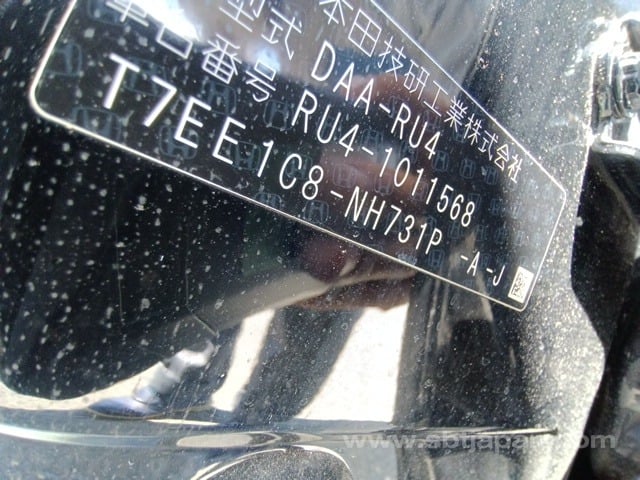 本田技研工業株式会社
型式 DAA-RU4
車台番号 RU4-1011568
T7EE1C8-NH731P -A-J
www.sbtjapan.com